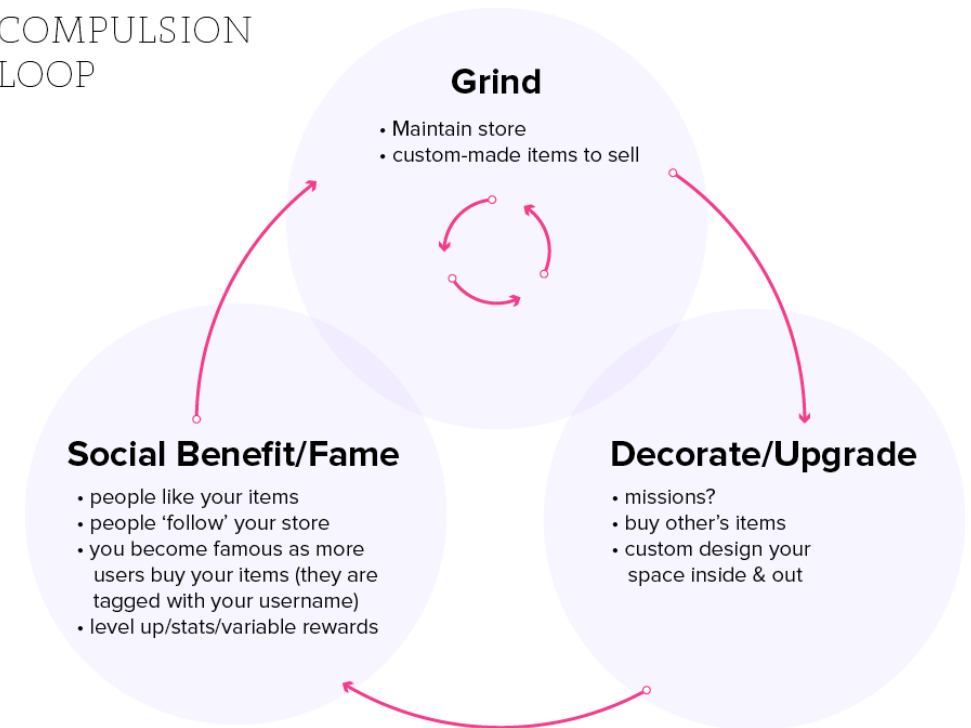 COMPULSION
LOOP
Grind
• Maintain store
• custom-made items to sell
Social Benefit/Fame
• people like your items
• people ‘follow’ your store
• you become famous as more
users buy your items (they are
tagged with your username)
• level up/stats/variable rewards
Decorate/Upgrade
• missions?
• buy other’s items
• custom design your
space inside & out